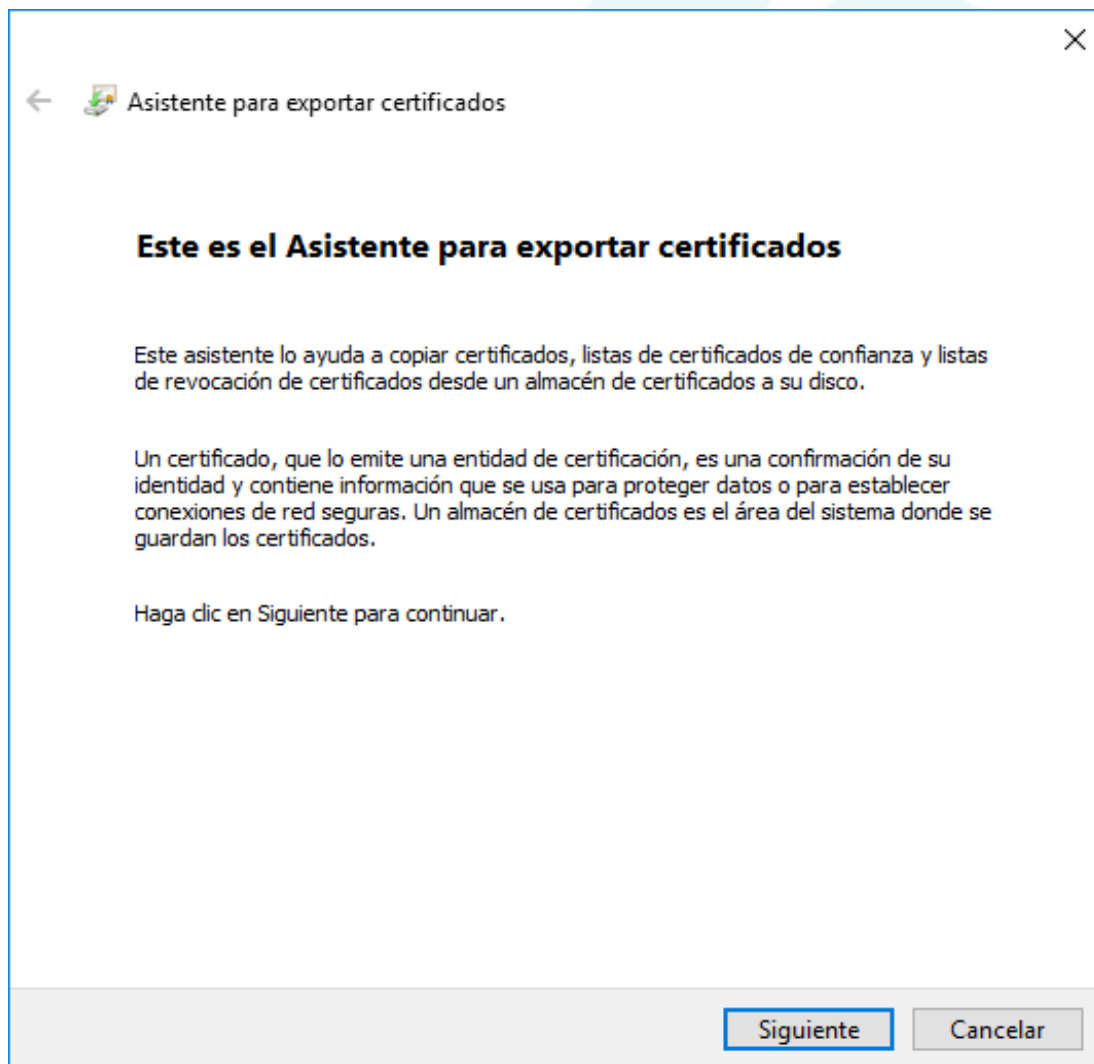 Asistente para exportar certificados
Este es el Asistente para exportar certificados
Este asistente lo ayuda a copiar certificados, listas de certificados de confianza y listas
de revocación de certificados desde un almacén de certificados a su disco.
Un certificado, que lo emite una entidad de certificación, es una confirmación de su
identidad y contiene información que se usa para proteger datos o para establecer
conexiones de red seguras. Un almacén de certificados es el área del sistema donde se
guardan los certificados.
Haga clic en Siguiente para continuar.
Siguiente Cancelar